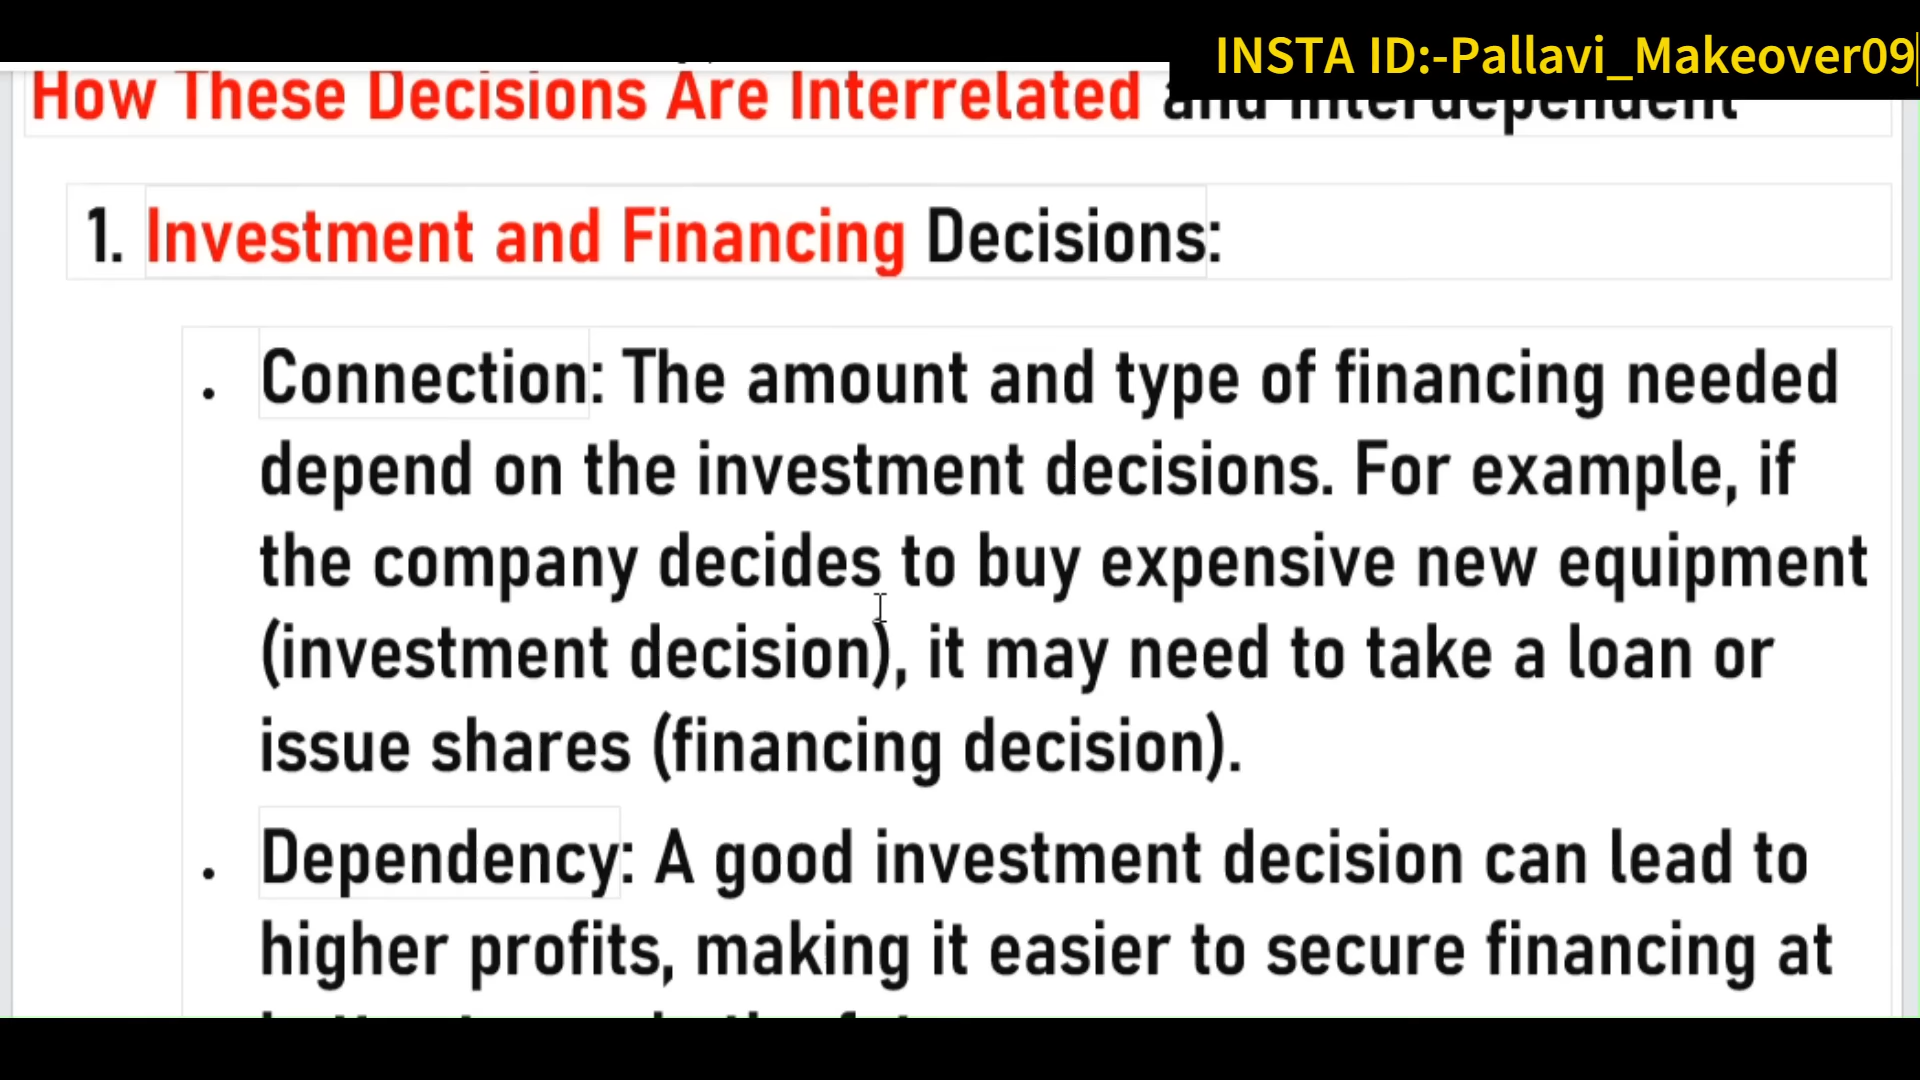 INSTA ID:-Pallavi_Makeover09
How These Decisions Are Interrelated and Interdependent
1. Investment and Financing Decisions:
• Connection: The amount and type of financing needed
depend on the investment decisions. For example, if
the company decides to buy expensive new equipment
(investment decision), it may need to take a loan or
issue shares (financing decision).
• Dependency: A good investment decision can lead to
higher profits, making it easier to secure financing at